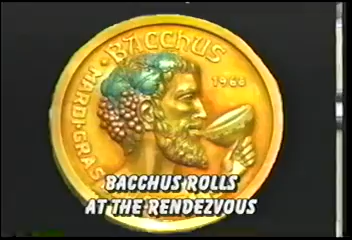 BACCHUS
MARDI-GRAS
1968
BACCHUS ROLLS
AT THE RENDEZVOUS